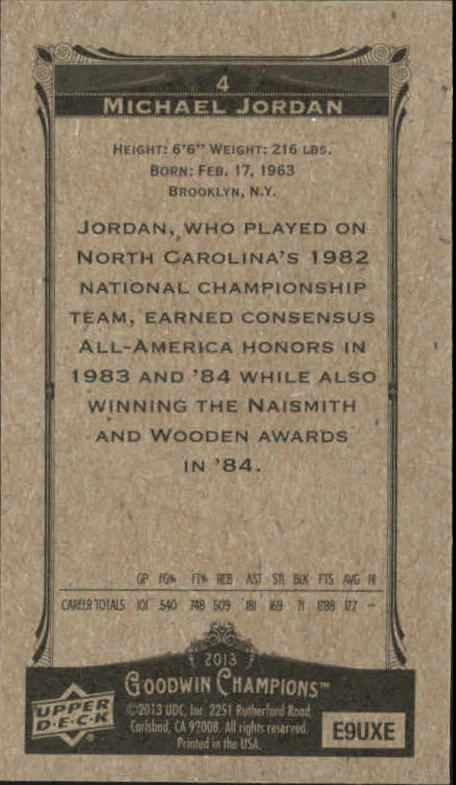 4
MICHAEL JORDAN
HEIGHT: 6'6" WEIGHT: 216 LBS.
BORN: FEB. 17, 1963
BROOKLYN, N.Y.
JORDAN, WHO PLAYED ON
NORTH CAROLINA'S 1982
NATIONAL CHAMPIONSHIP
TEAM, EARNED CONSENSUS
ALL-AMERICA HONORS IN
1983 AND '84 WHILE ALSO
WINNING THE NAISMITH
AND WOODEN AWARDS
IN '84.
GP FG% FT% REB AST STL BLK PTS AVG HI
CAREER TOTALS 101 .540 .748 509 181 169 71 1788 17.7 --
2013
GOODWIN CHAMPIONS™
UPPER
D·E·C·K
©2013 UDC, Inc. 2251 Rutherford Road,
Carlsbad, CA 92008. All rights reserved.
Printed in the USA.
E9UXE